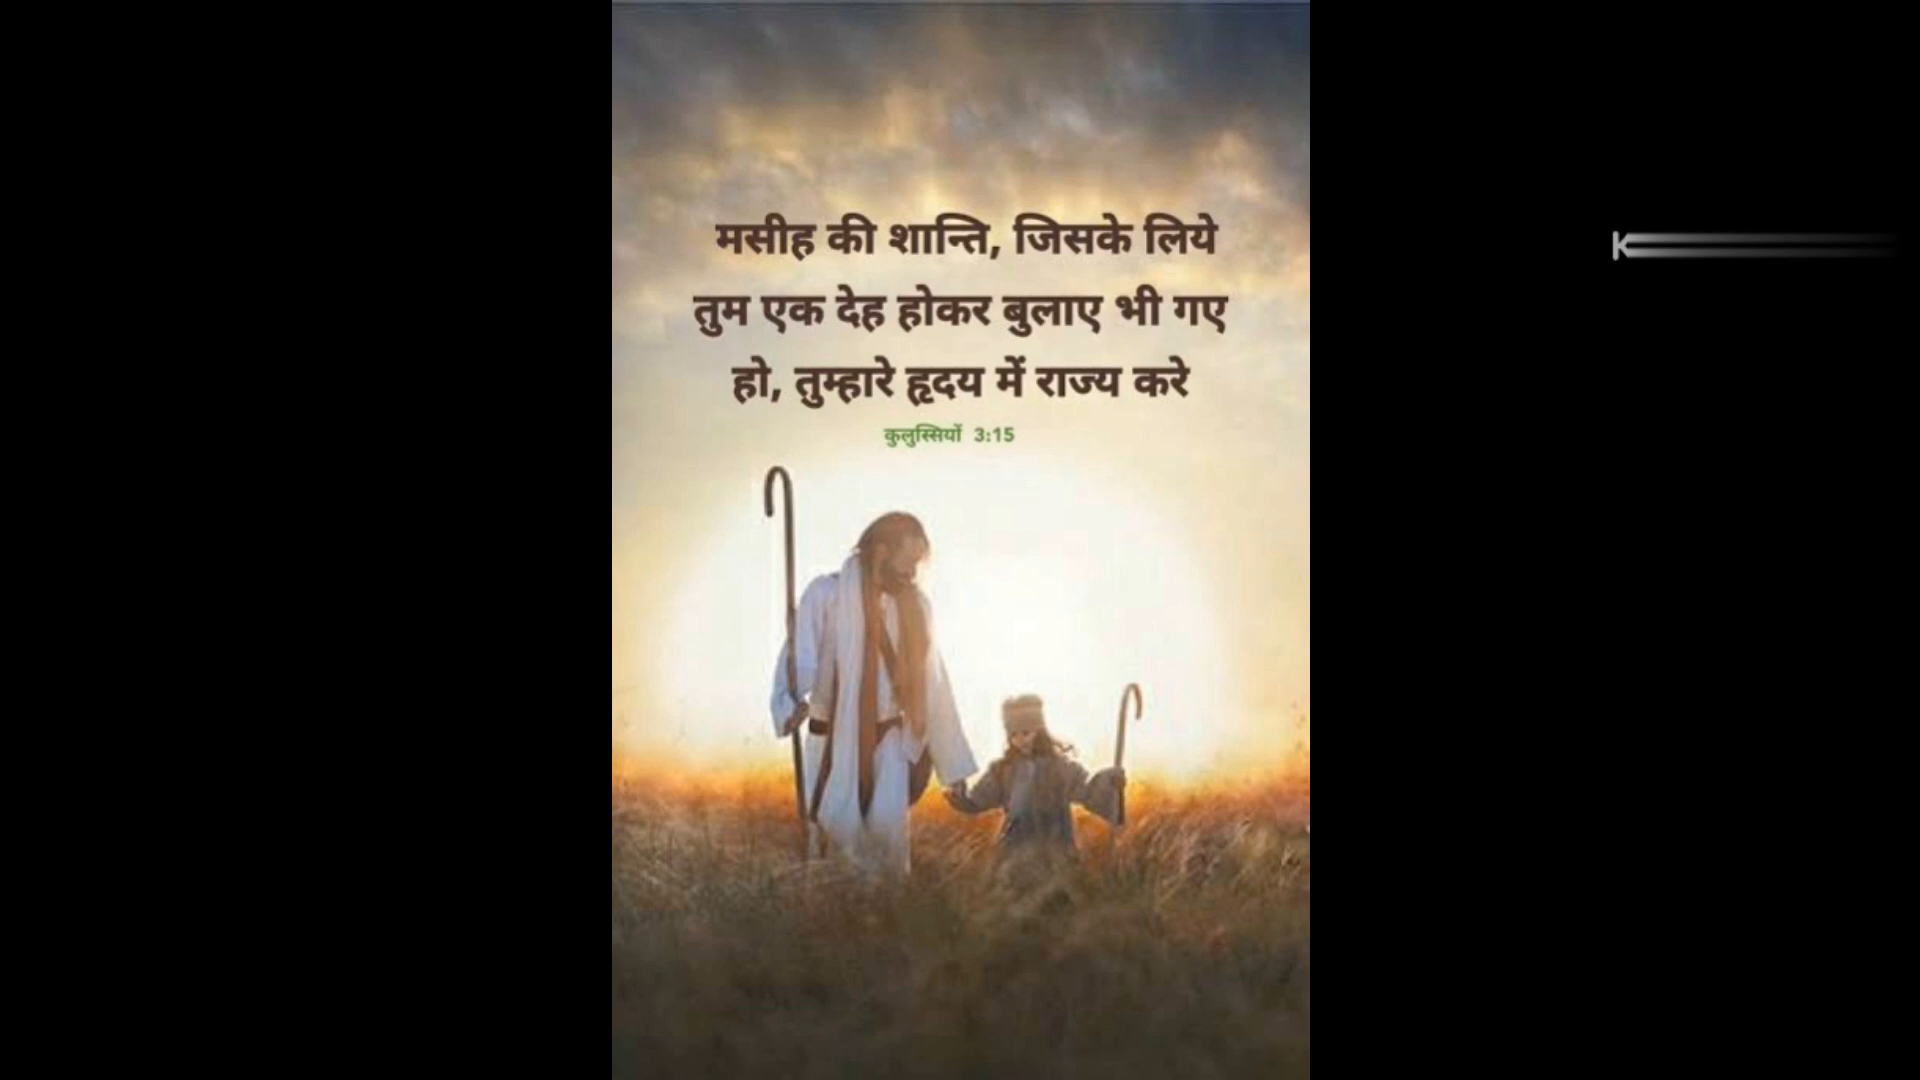 मसीह की शान्ति, जिसके लिये
तुम एक देह होकर बुलाए भी गए
हो, तुम्हारे हृदय में राज्य करे
कुलुस्सियों 3:15